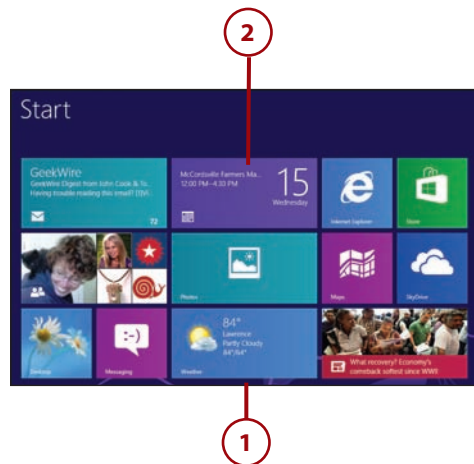 2
Start
GeekWire
GeekWire Digest from John Cook & To...
Having trouble reading this email? [Vi...
72
McCordsville Farmers Ma...
12:00 PM–4:30 PM
15
Wednesday
Internet Explorer
Store
Photos
Maps
SkyDrive
Desktop
Messaging
:-)
84°
Lawrence
Partly Cloudy
84°/64°
Weather
What recovery? Economy's
comeback softest since WWII
1